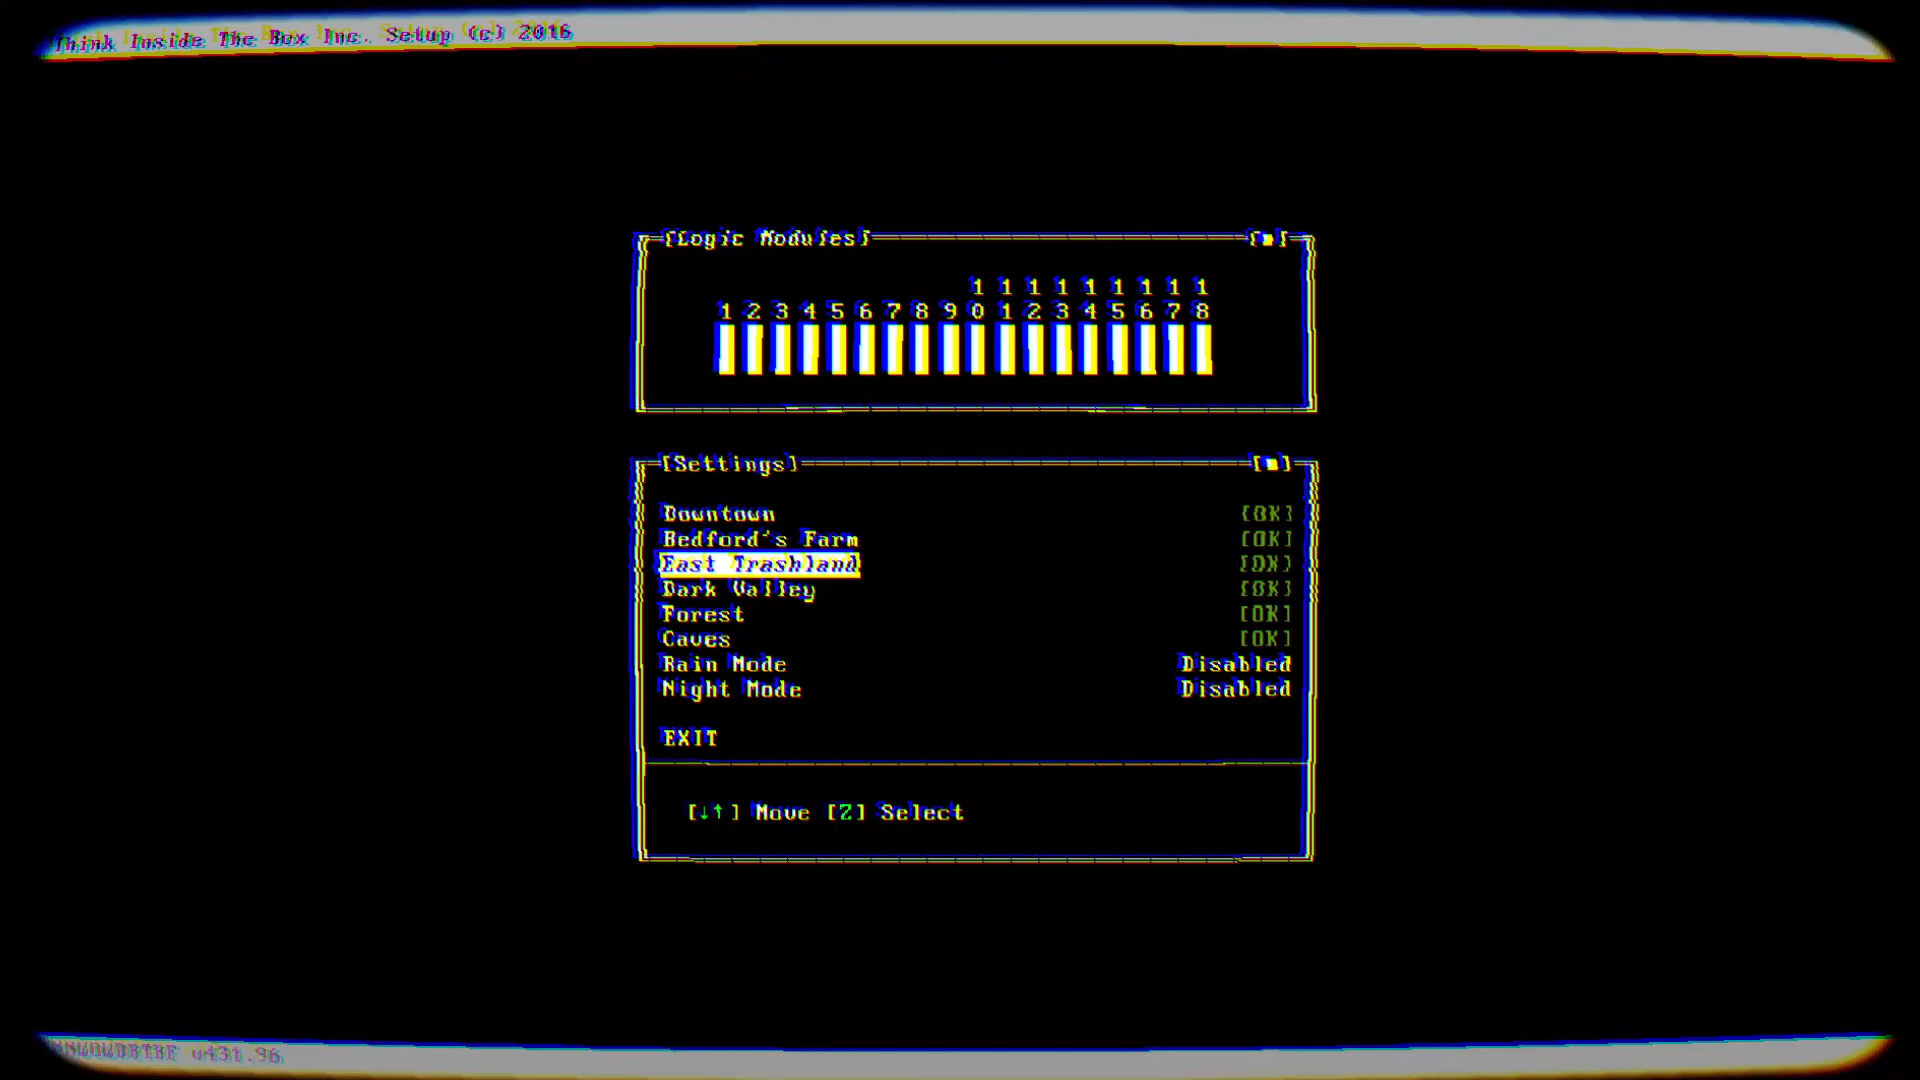 Think Inside The Box Inc. Setup (c) 2016
[Logic Modules]
1 1 1 1 1 1 1 1 1
1 2 3 4 5 6 7 8 9 0 1 2 3 4 5 6 7 8
[Settings]
Downtown [OK]
Bedford's Farm [OK]
East Trashland [OK]
Dark Valley [OK]
Forest [OK]
Caves [OK]
Rain Mode Disabled
Night Mode Disabled
EXIT
[↓↑] Move [Z] Select
v431.96